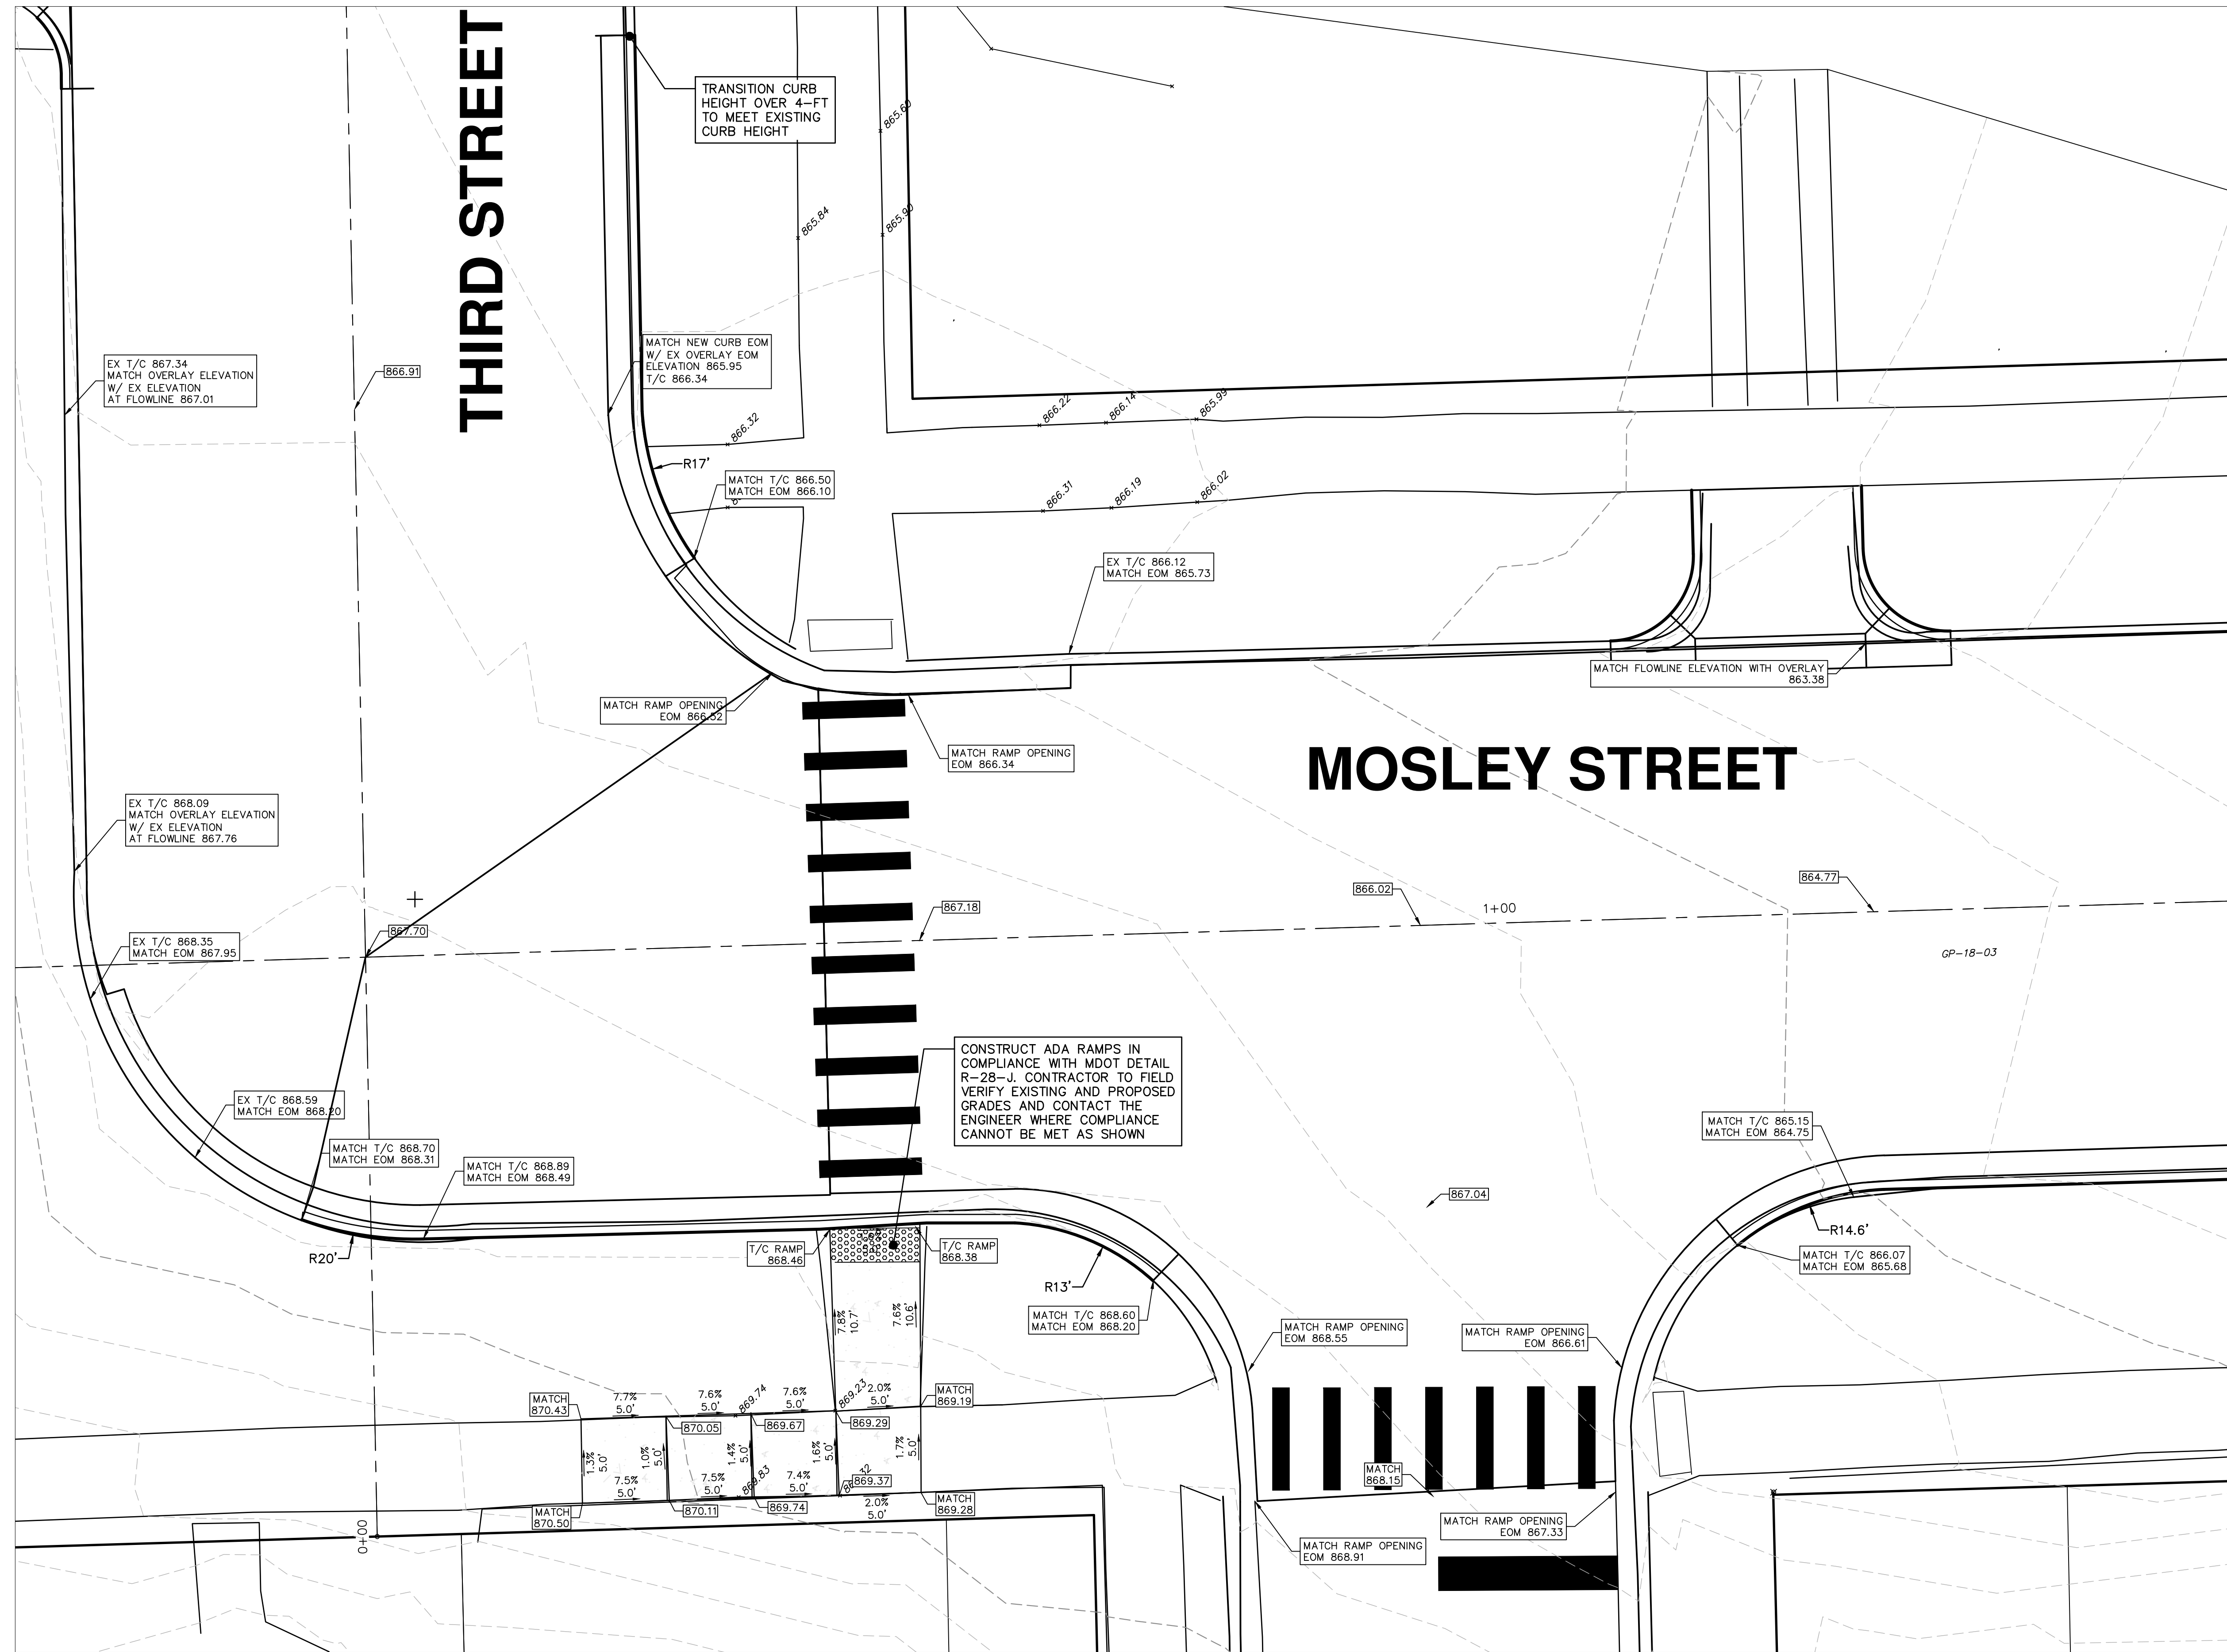 THIRD STREET
TRANSITION CURB
HEIGHT OVER 4-FT
TO MEET EXISTING
CURB HEIGHT
865.60
865.84
865.90
EX T/C 867.34
MATCH OVERLAY ELEVATION
W/ EX ELEVATION
AT FLOWLINE 867.01
866.91
MATCH NEW CURB EOM
W/ EX OVERLAY EOM
ELEVATION 865.95
T/C 866.34
866.32
866.22
866.14
865.99
R17'
MATCH T/C 866.50
MATCH EOM 866.10
866.31
866.19
866.02
EX T/C 866.12
MATCH EOM 865.73
MATCH FLOWLINE ELEVATION WITH OVERLAY
863.38
MATCH RAMP OPENING
EOM 866.52
MATCH RAMP OPENING
EOM 866.34
MOSLEY STREET
EX T/C 868.09
MATCH OVERLAY ELEVATION
W/ EX ELEVATION
AT FLOWLINE 867.76
866.02
864.77
867.18
1+00
867.70
EX T/C 868.35
MATCH EOM 867.95
GP-18-03
CONSTRUCT ADA RAMPS IN
COMPLIANCE WITH MDOT DETAIL
R-28-J. CONTRACTOR TO FIELD
VERIFY EXISTING AND PROPOSED
GRADES AND CONTACT THE
ENGINEER WHERE COMPLIANCE
CANNOT BE MET AS SHOWN
EX T/C 868.59
MATCH EOM 868.20
MATCH T/C 868.70
MATCH EOM 868.31
MATCH T/C 868.89
MATCH EOM 868.49
MATCH T/C 865.15
MATCH EOM 864.75
867.04
R20'
T/C RAMP
868.46
T/C RAMP
868.38
R13'
R14.6'
MATCH T/C 866.07
MATCH EOM 865.68
7.8%
10.7'
7.6%
10.6'
MATCH T/C 868.60
MATCH EOM 868.20
MATCH RAMP OPENING
EOM 868.55
MATCH RAMP OPENING
EOM 866.61
MATCH
870.43
7.7%
5.0'
7.6%
5.0'
869.74
7.6%
5.0'
869.23
2.0%
5.0'
MATCH
869.19
870.05
869.67
869.29
1.3%
5.0'
1.0%
5.0'
1.4%
5.0'
1.6%
5.0'
1.7%
5.0'
7.5%
5.0'
7.5%
5.0'
869.83
7.4%
5.0'
869.37
MATCH
868.15
MATCH
870.50
870.11
869.74
2.0%
5.0'
MATCH
869.28
0+00
MATCH RAMP OPENING
EOM 867.33
MATCH RAMP OPENING
EOM 868.91